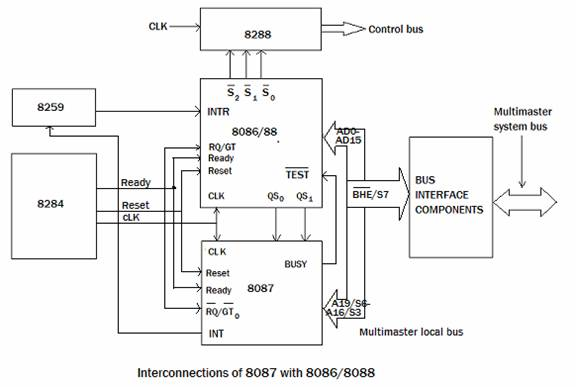 CLK
8288
Control bus
S2 S1 S0
8259
INTR
8086/88
Multimaster
system bus
AD0-
AD15
RQ/GT
Ready
Reset
TEST
8284
Ready
Reset
cLK
CLK
QS0 QS1
BHE/S7
BUS
INTERFACE
COMPONENTS
CLK
BUSY
8087
Reset
Ready
RQ/GT0
INT
A19/S6-
A16/S3
Multimaster local bus
Interconnections of 8087 with 8086/8088